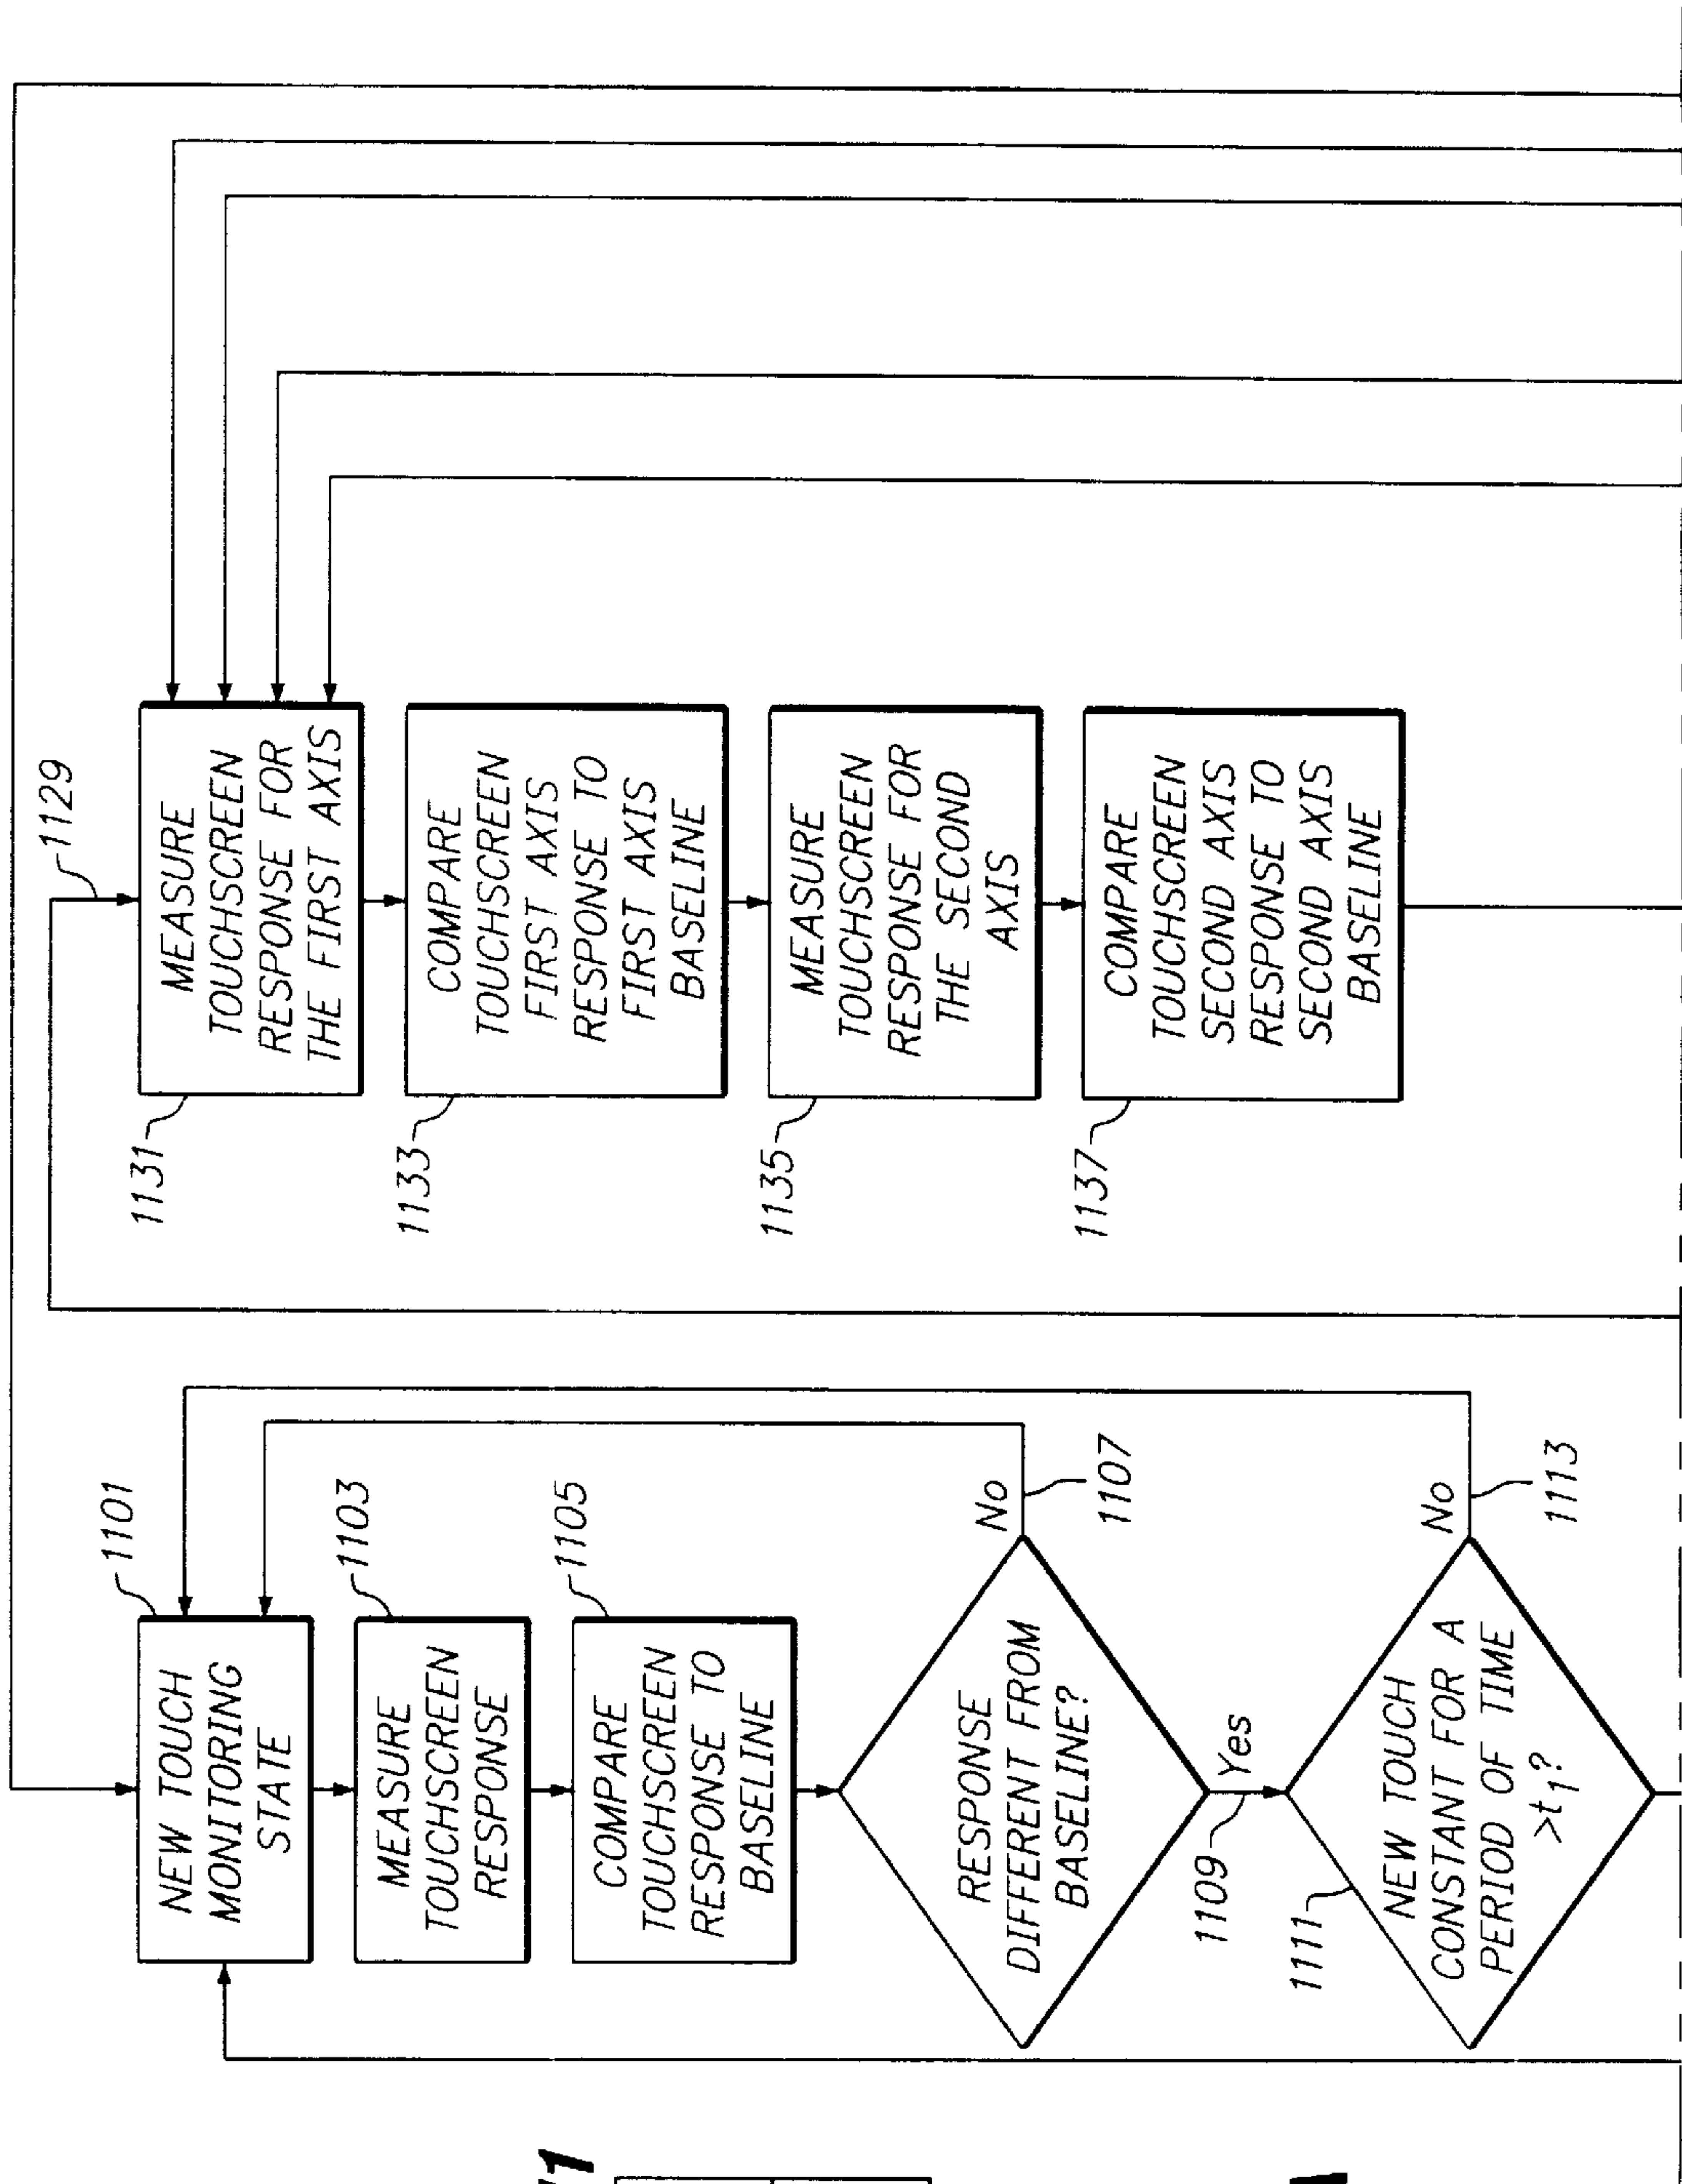 1101
NEW TOUCH
MONITORING
STATE
1103
MEASURE
TOUCHSCREEN
RESPONSE
1105
COMPARE
TOUCHSCREEN
RESPONSE TO
BASELINE
RESPONSE
DIFFERENT FROM
BASELINE?
No
1107
Yes
1109
1111
NEW TOUCH
CONSTANT FOR A
PERIOD OF TIME
>t1?
No
1113
1129
1131
MEASURE
TOUCHSCREEN
RESPONSE FOR
THE FIRST AXIS
1133
COMPARE
TOUCHSCREEN
FIRST AXIS
RESPONSE TO
FIRST AXIS
BASELINE
1135
MEASURE
TOUCHSCREEN
RESPONSE FOR
THE SECOND
AXIS
1137
COMPARE
TOUCHSCREEN
SECOND AXIS
RESPONSE TO
SECOND AXIS
BASELINE